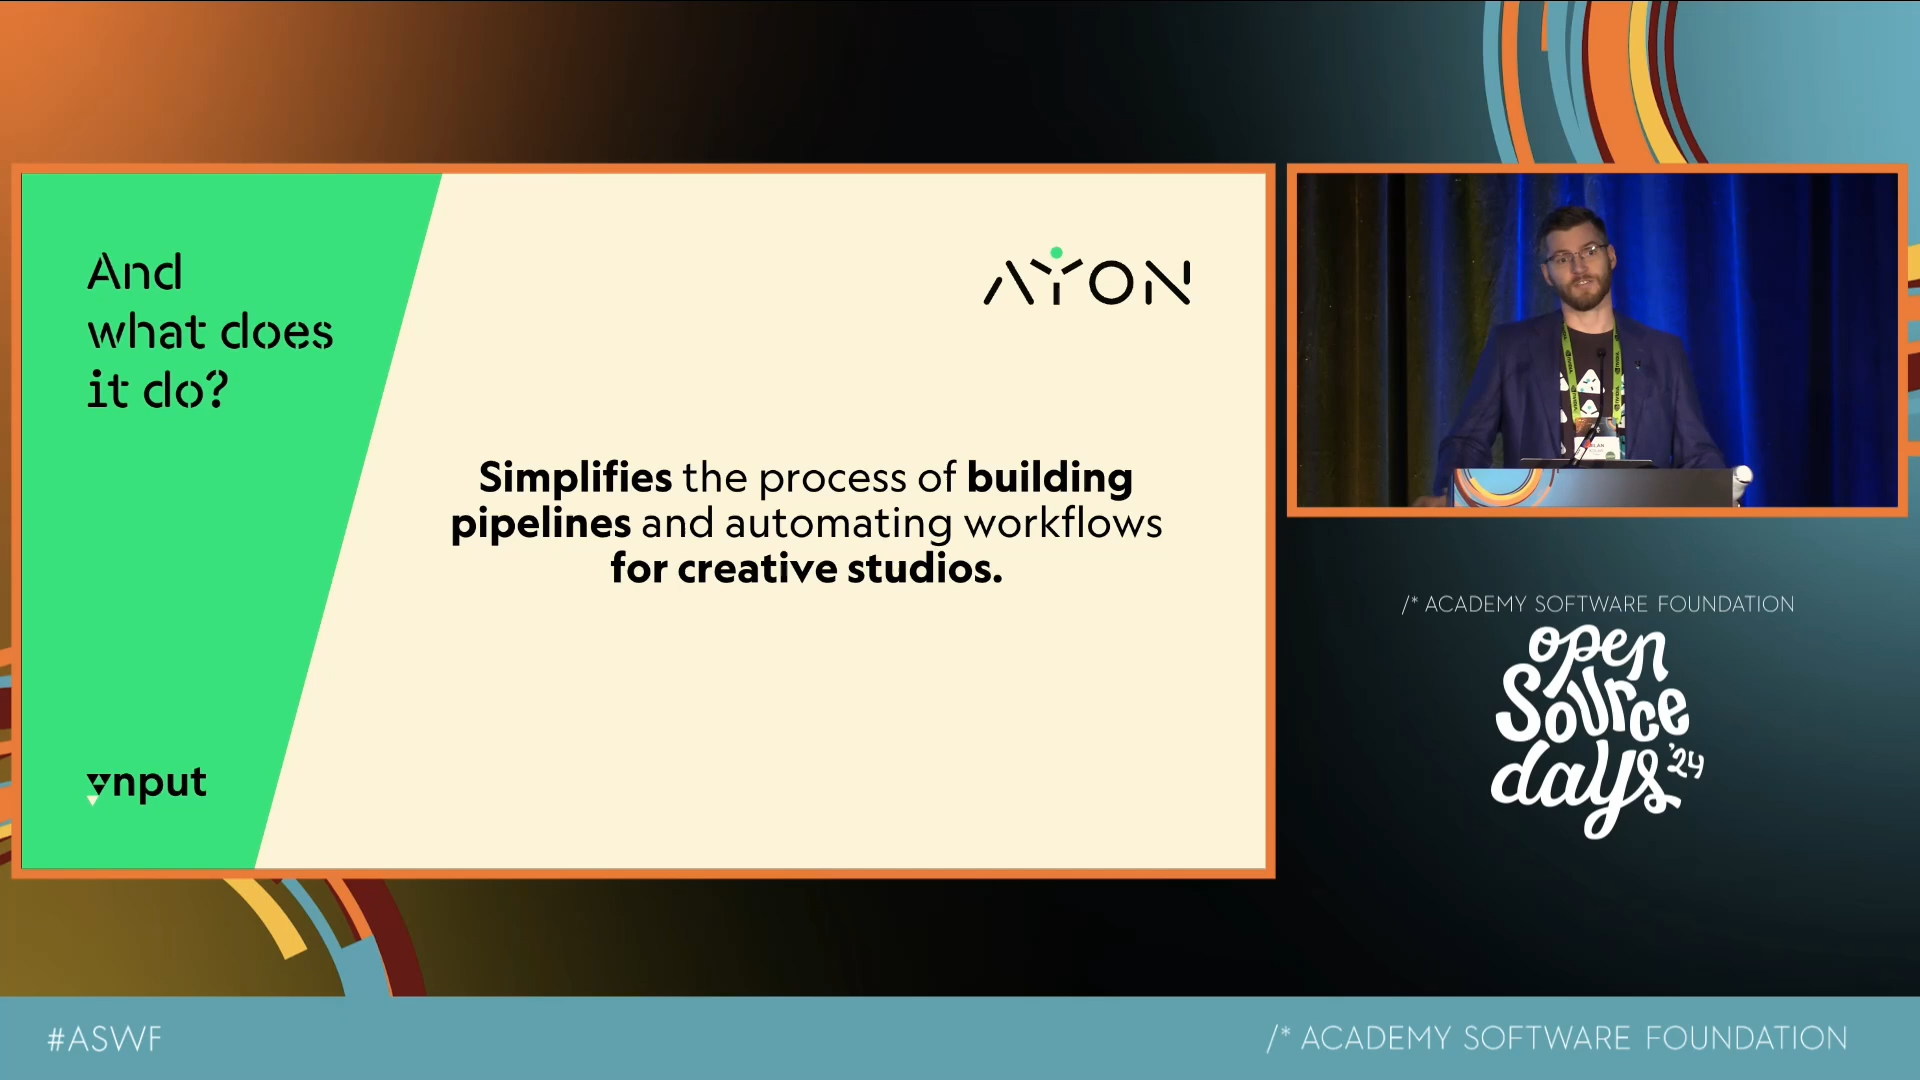 And
what does
it do?
AYON
Simplifies the process of building
pipelines and automating workflows
for creative studios.
ynput
/* ACADEMY SOFTWARE FOUNDATION
open
Source
days '24
#ASWF
/* ACADEMY SOFTWARE FOUNDATION